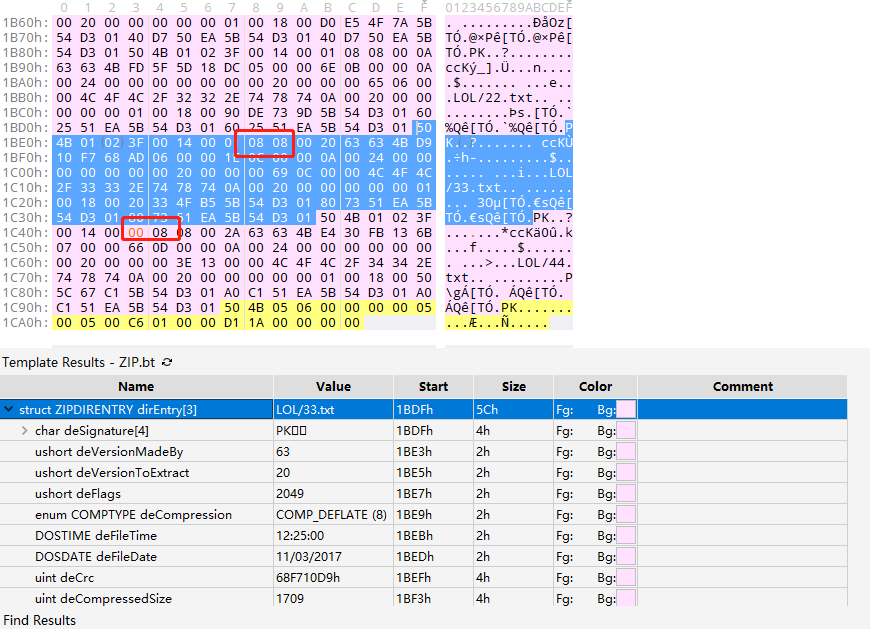 0 1 2 3 4 5 6 7 8 9 A B C D E F 0123456789ABCDEF
1B60h: 00 20 00 00 00 00 00 01 00 18 00 D0 E5 4F 7A 5B . .........ÐåOz[
1B70h: 54 D3 01 40 D7 50 EA 5B 54 D3 01 40 D7 50 EA 5B TÓ.@×Pê[TÓ.@×Pê[
1B80h: 54 D3 01 50 4B 01 02 3F 00 14 00 01 08 08 00 0A TÓ.PK..?........
1B90h: 63 63 4B FD 5F 5D 18 DC 05 00 00 6E 0B 00 00 0A ccKý_].Ü...n....
1BA0h: 00 24 00 00 00 00 00 00 00 20 00 00 00 65 06 00 .$....... ...e..
1BB0h: 00 4C 4F 4C 2F 32 32 2E 74 78 74 0A 00 20 00 00 .LOL/22.txt.. ..
1BC0h: 00 00 00 01 00 18 00 90 DE 73 9D 5B 54 D3 01 60 ........Þs.[TÓ.`
1BD0h: 25 51 EA 5B 54 D3 01 60 25 51 EA 5B 54 D3 01 50 %Qê[TÓ.`%Qê[TÓ.P
1BE0h: 4B 01 02 3F 00 14 00 0 08 08 00 20 63 63 4B D9 K..?....... ccKÙ
1BF0h: 10 F7 68 AD 06 00 00 1E 0C 00 00 0A 00 24 00 00 .÷h-.........$..
1C00h: 00 00 00 00 00 20 00 00 00 69 0C 00 00 4C 4F 4C ..... ...i...LOL
1C10h: 2F 33 33 2E 74 78 74 0A 00 20 00 00 00 00 00 01 /33.txt.. ......
1C20h: 00 18 00 20 33 4F B5 5B 54 D3 01 80 73 51 EA 5B ... 3Oµ[TÓ.€sQê[
1C30h: 54 D3 01 80 73 51 EA 5B 54 D3 01 50 4B 01 02 3F TÓ.€sQê[TÓ.PK..?
1C40h: 00 14 00 00 08 08 00 2A 63 63 4B E4 30 FB 13 6B .......*ccKä0û.k
1C50h: 07 00 00 66 0D 00 00 0A 00 24 00 00 00 00 00 00 ...f.....$......
1C60h: 00 20 00 00 00 3E 13 00 00 4C 4F 4C 2F 34 34 2E . ...>...LOL/44.
1C70h: 74 78 74 0A 00 20 00 00 00 00 00 01 00 18 00 50 txt.. .........P
1C80h: 5C 67 C1 5B 54 D3 01 A0 C1 51 EA 5B 54 D3 01 A0 \gÁ[TÓ. ÁQê[TÓ.
1C90h: C1 51 EA 5B 54 D3 01 50 4B 05 06 00 00 00 00 05 ÁQê[TÓ.PK.......
1CA0h: 00 05 00 C6 01 00 00 D1 1A 00 00 00 00 ...Æ...Ñ.....
Template Results - ZIP.bt
Name Value Start Size Color Comment
struct ZIPDIRENTRY dirEntry[3] LOL/33.txt 1BDFh 5Ch Fg: Bg:
char deSignature[4] PK 1BDFh 4h Fg: Bg:
ushort deVersionMadeBy 63 1BE3h 2h Fg: Bg:
ushort deVersionToExtract 20 1BE5h 2h Fg: Bg:
ushort deFlags 2049 1BE7h 2h Fg: Bg:
enum COMPTYPE deCompression COMP_DEFLATE (8) 1BE9h 2h Fg: Bg:
DOSTIME deFileTime 12:25:00 1BEBh 2h Fg: Bg:
DOSDATE deFileDate 11/03/2017 1BEDh 2h Fg: Bg:
uint deCrc 68F710D9h 1BEFh 4h Fg: Bg:
uint deCompressedSize 1709 1BF3h 4h Fg: Bg:
Find Results